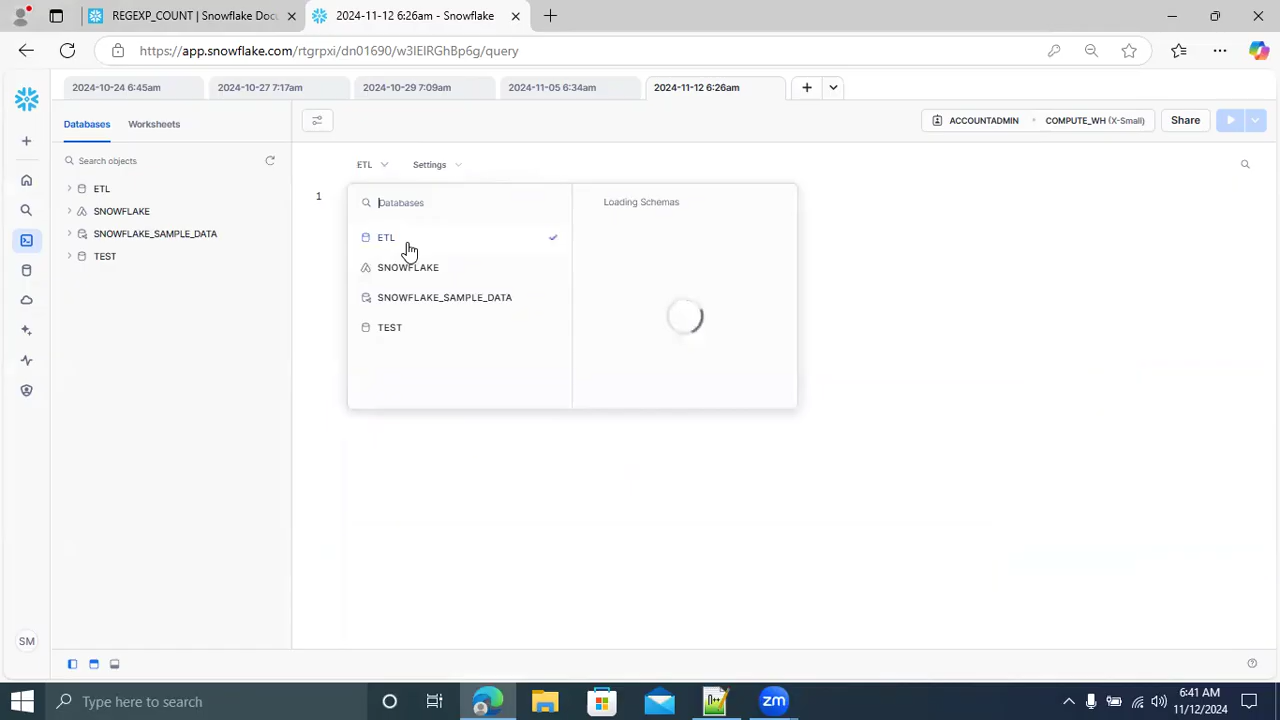 REGEXP_COUNT | Snowflake Docu
2024-11-12 6:26am - Snowflake
https://app.snowflake.com/rtgrpxi/dn01690/w3IEIRGhBp6g/query
2024-10-24 6:45am
2024-10-27 7:17am
2024-10-29 7:09am
2024-11-05 6:34am
2024-11-12 6:26am
Databases
Worksheets
ACCOUNTADMIN
COMPUTE_WH (X-Small)
Share
Search objects
ETL
SNOWFLAKE
SNOWFLAKE_SAMPLE_DATA
TEST
ETL
Settings
1
Databases
Loading Schemas
ETL
SNOWFLAKE
SNOWFLAKE_SAMPLE_DATA
TEST
SM
Type here to search
zm
6:41 AM
11/12/2024